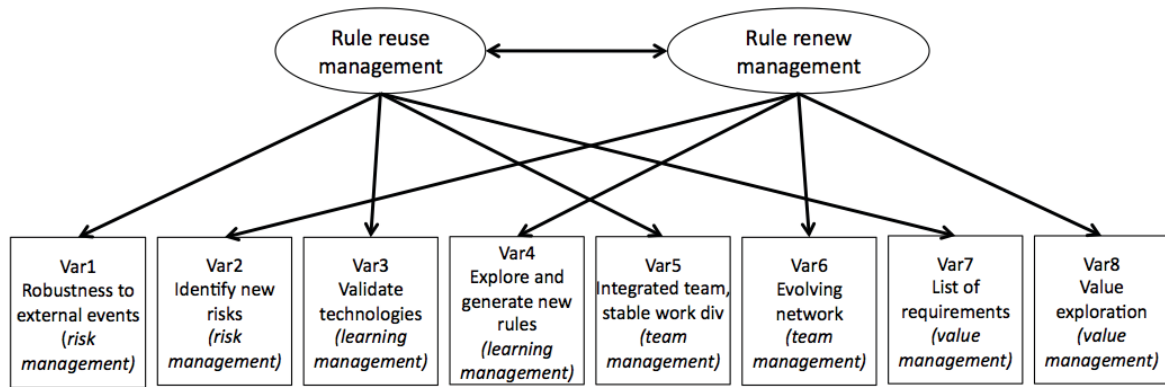 Rule reuse
management
Rule renew
management
Var1
Robustness to
external events
(risk
management)
Var2
Identify new
risks
(risk
management)
Var3
Validate
technologies
(learning
management)
Var4
Explore and
generate new
rules
(learning
management)
Var5
Integrated team,
stable work div
(team
management)
Var6
Evolving
network
(team
management)
Var7
List of
requirements
(value
management)
Var8
Value
exploration
(value
management)